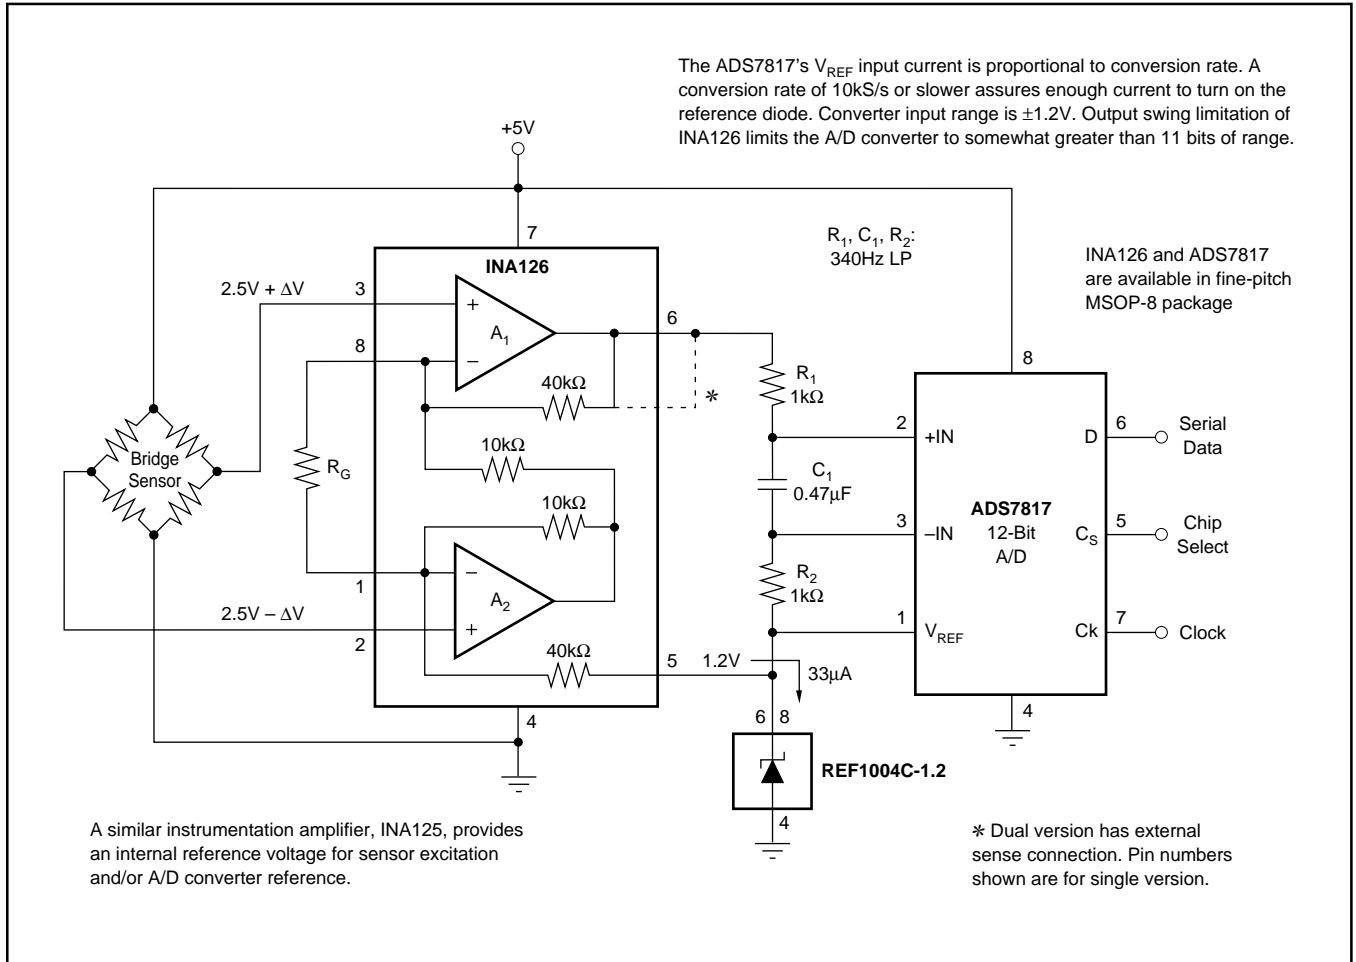 The ADS7817's VREF input current is proportional to conversion rate. A
conversion rate of 10kS/s or slower assures enough current to turn on the
reference diode. Converter input range is ±1.2V. Output swing limitation of
INA126 limits the A/D converter to somewhat greater than 11 bits of range.
+5V
7
R1, C1, R2:
340Hz LP
INA126 and ADS7817
are available in fine-pitch
MSOP-8 package
INA126
2.5V + ΔV
3
+
A1
–
6
8
8
40kΩ
*
R1
1kΩ
10kΩ
RG
Bridge
Sensor
2
+IN
D
6
Serial
Data
C1
0.47µF
ADS7817
12-Bit
A/D
10kΩ
3
–IN
CS
5
Chip
Select
1
–
A2
+
R2
1kΩ
2.5V – ΔV
2
1
VREF
Ck
7
Clock
40kΩ
5
1.2V
33µA
4
4
6
8
REF1004C-1.2
4
A similar instrumentation amplifier, INA125, provides
an internal reference voltage for sensor excitation
and/or A/D converter reference.
* Dual version has external
sense connection. Pin numbers
shown are for single version.